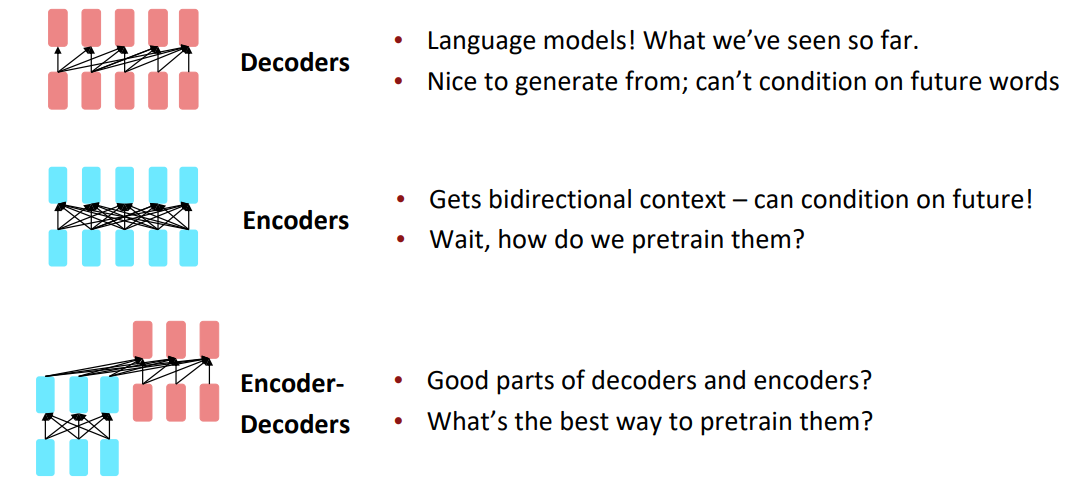 Decoders
• Language models! What we’ve seen so far.
• Nice to generate from; can’t condition on future words
Encoders
• Gets bidirectional context – can condition on future!
• Wait, how do we pretrain them?
Encoder-
Decoders
• Good parts of decoders and encoders?
• What’s the best way to pretrain them?